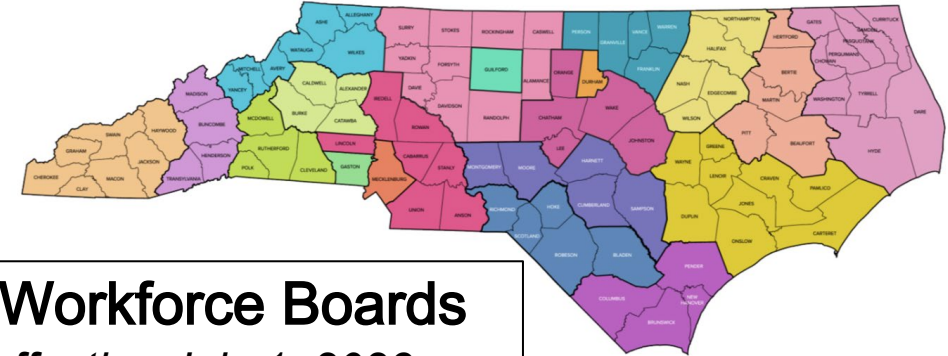 ASHE
ALLEGHANY
SURRY
STOKES
ROCKINGHAM
CASWELL
PERSON
GRANVILLE
VANCE
WARREN
NORTHAMPTON
GATES
CURRITUCK
HERTFORD
HALIFAX
WATAUGA
WILKES
YADKIN
FORSYTH
GUILFORD
ALAMANCE
ORANGE
DURHAM
FRANKLIN
PERQUIMANS
CHOWAN
BERTIE
MITCHELL
AVERY
YANCEY
CALDWELL
ALEXANDER
IREDELL
DAVIE
DAVIDSON
RANDOLPH
CHATHAM
WAKE
NASH
EDGECOMBE
MARTIN
WASHINGTON
TYRRELL
DARE
MADISON
BURKE
CATAWBA
ROWAN
WILSON
PITT
BEAUFORT
HYDE
HAYWOOD
BUNCOMBE
MCDOWELL
SWAIN
GRAHAM
JACKSON
HENDERSON
RUTHERFORD
LINCOLN
CABARRUS
STANLY
MONTGOMERY
MOORE
LEE
HARNETT
JOHNSTON
WAYNE
GREENE
LENOIR
CRAVEN
PAMLICO
CHEROKEE
CLAY
MACON
TRANSYLVANIA
POLK
CLEVELAND
GASTON
MECKLENBURG
UNION
ANSON
RICHMOND
HOKE
CUMBERLAND
SAMPSON
DUPLIN
JONES
CARTERET
ONSLOW
SCOTLAND
ROBESON
BLADEN
PENDER
COLUMBUS
NEW
HANOVER
BRUNSWICK
Workforce Boards